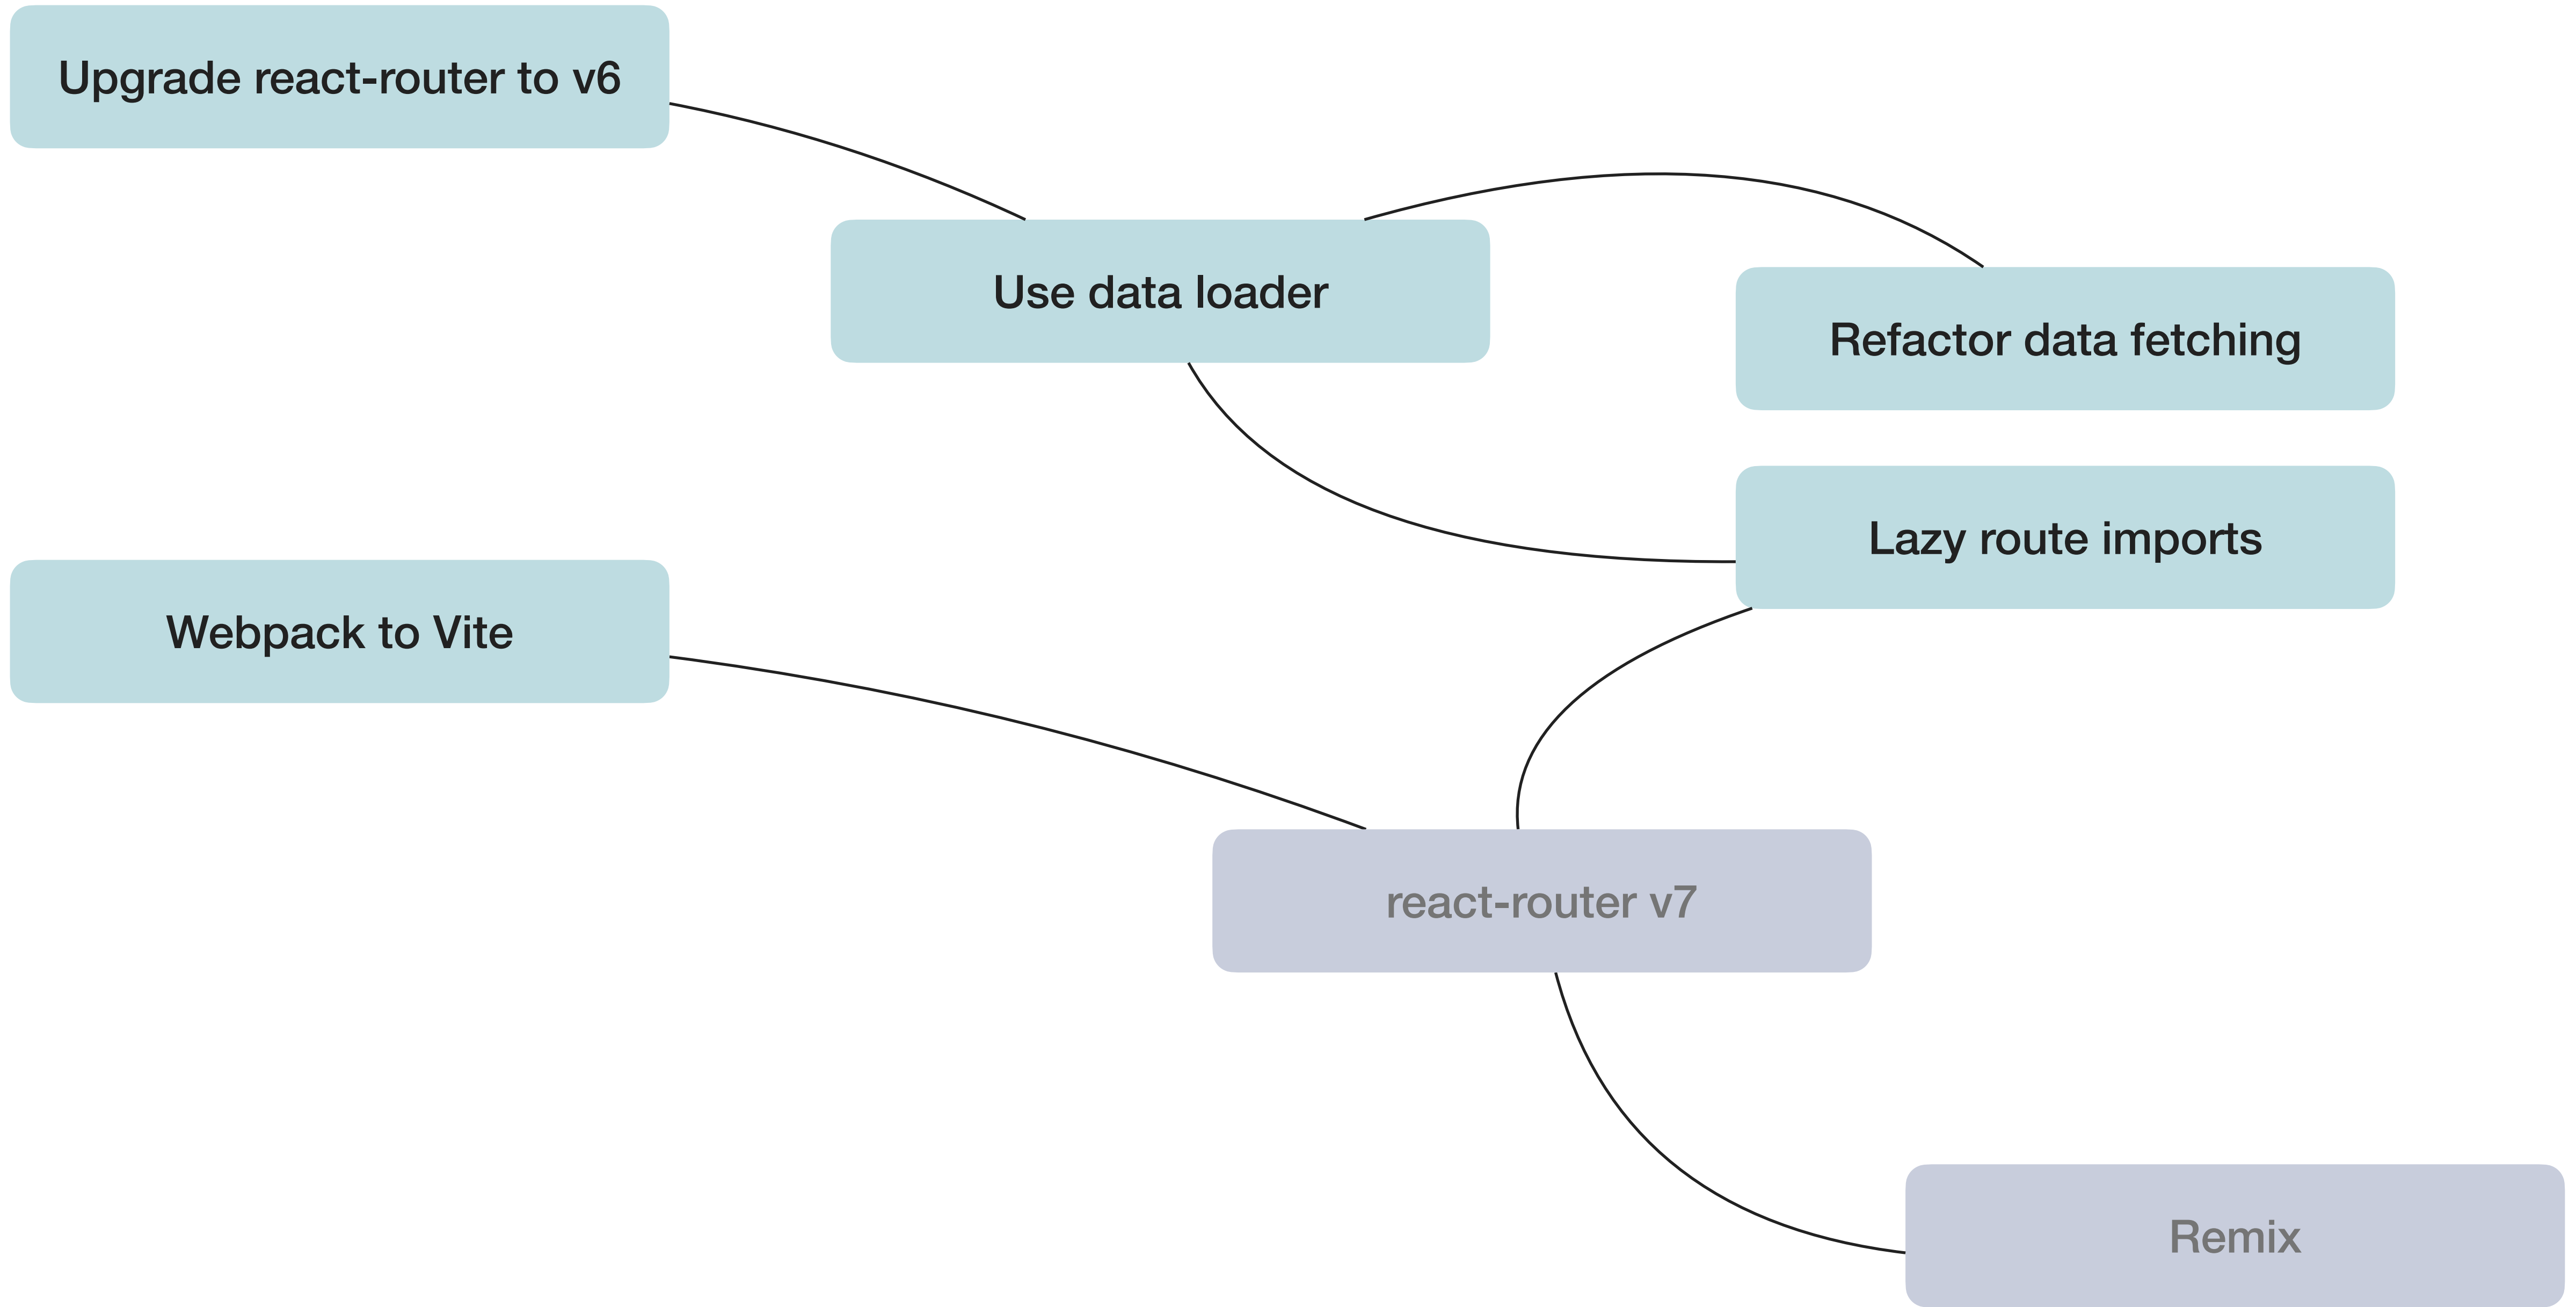 Upgrade react-router to v6
Use data loader
Refactor data fetching
Lazy route imports
Webpack to Vite
react-router v7
Remix